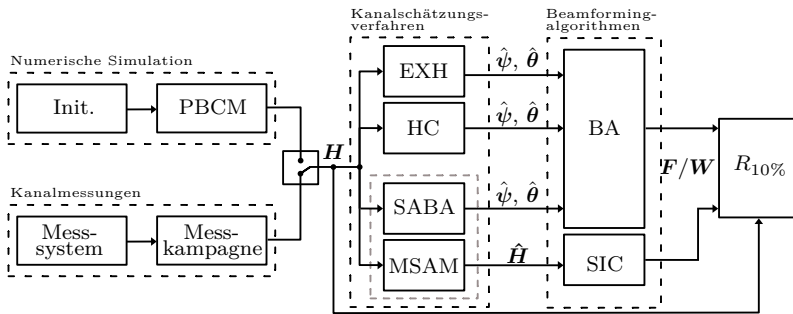 Kanalschätzungs-
verfahren
Beamforming-
algorithmen
Numerische Simulation
Init.
PBCM
EXH
ψ̂, θ̂
HC
ψ̂, θ̂
BA
H
F/W
R10%
Kanalmessungen
Mess-
system
Mess-
kampagne
SABA
ψ̂, θ̂
MSAM
Ĥ
SIC